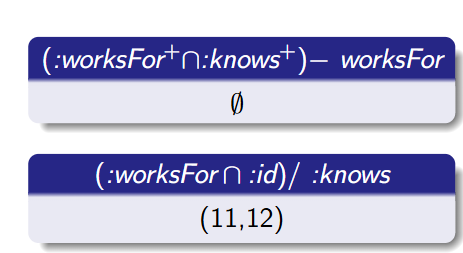 (:worksFor⁺∩:knows⁺)− worksFor
∅
(:worksFor ∩ :id)/ :knows
(11,12)